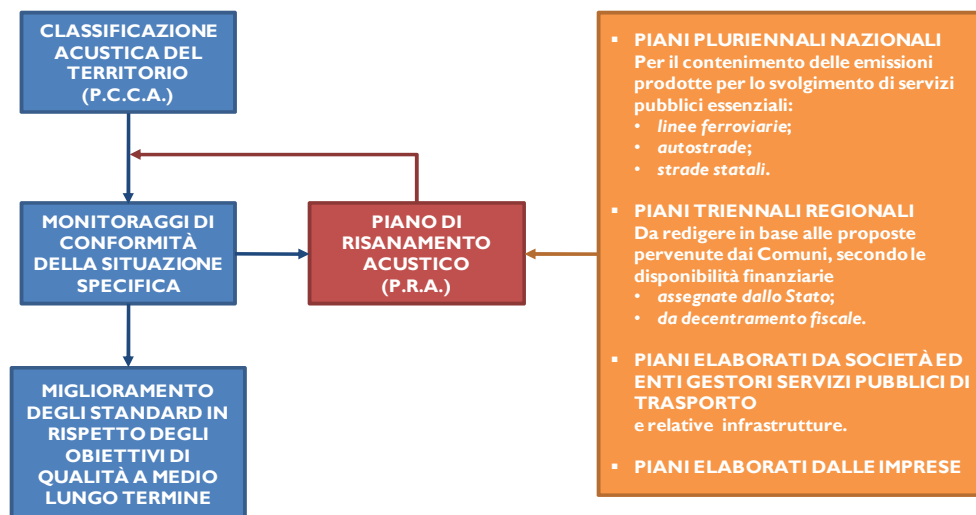 CLASSIFICAZIONE
ACUSTICA DEL
TERRITORIO
(P.C.C.A.)
MONITORAGGI DI
CONFORMITÀ
DELLA SITUAZIONE
SPECIFICA
MIGLIORAMENTO
DEGLI STANDARD IN
RISPETTO DEGLI
OBIETTIVI DI
QUALITÀ A MEDIO
LUNGO TERMINE
PIANO DI
RISANAMENTO
ACUSTICO
(P.R.A.)
▪ PIANI PLURIENNALI NAZIONALI
Per il contenimento delle emissioni
prodotte per lo svolgimento di servizi
pubblici essenziali:
• linee ferroviarie;
• autostrade;
• strade statali.
▪ PIANI TRIENNALI REGIONALI
Da redigere in base alle proposte
pervenute dai Comuni, secondo le
disponibilità finanziarie
• assegnate dallo Stato;
• da decentramento fiscale.
▪ PIANI ELABORATI DA SOCIETÀ ED
ENTI GESTORI SERVIZI PUBBLICI DI
TRASPORTO
e relative infrastrutture.
▪ PIANI ELABORATI DALLE IMPRESE